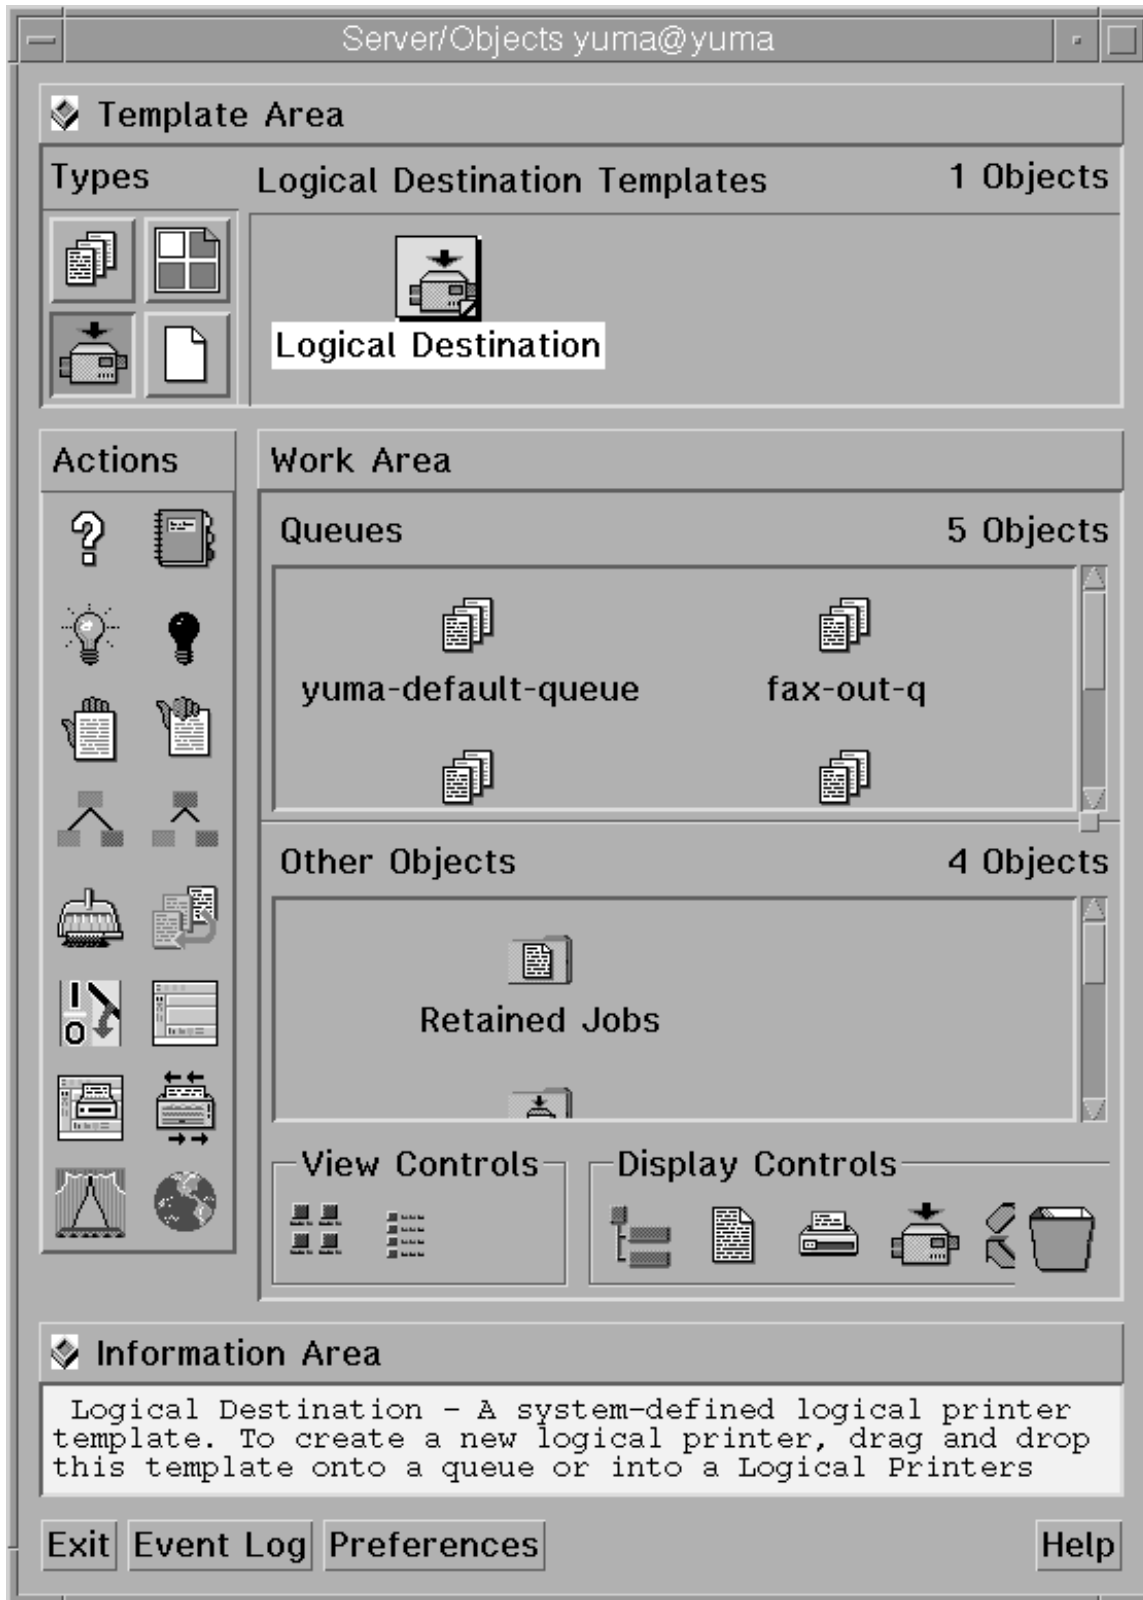 Server/Objects yuma@yuma
Template Area
Types
Logical Destination Templates
1 Objects
Logical Destination
Actions
Work Area
Queues
5 Objects
yuma-default-queue
fax-out-q
Other Objects
4 Objects
Retained Jobs
View Controls
Display Controls
Information Area
Logical Destination - A system-defined logical printer
template. To create a new logical printer, drag and drop
this template onto a queue or into a Logical Printers
Exit
Event Log
Preferences
Help